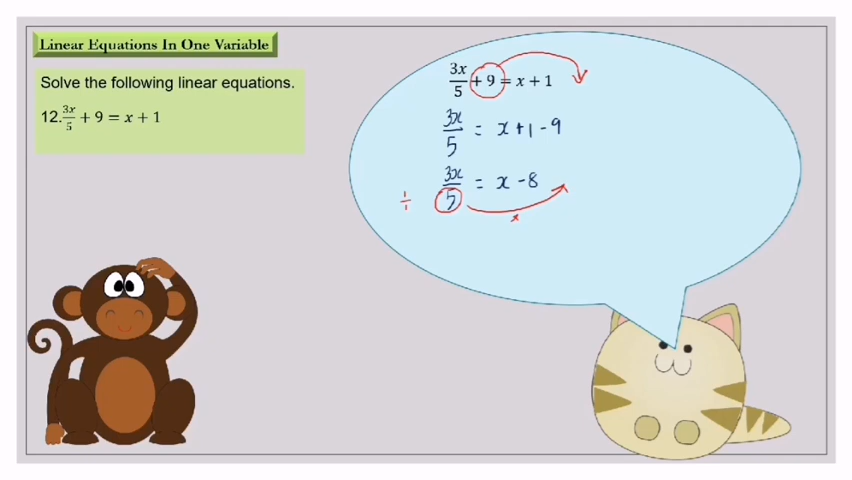 Linear Equations In One Variable
Solve the following linear equations.
12. 3x/5 + 9 = x + 1
3x/5 + 9 = x + 1
3x/5 = x + 1 - 9
3x/5 = x - 8
÷
×